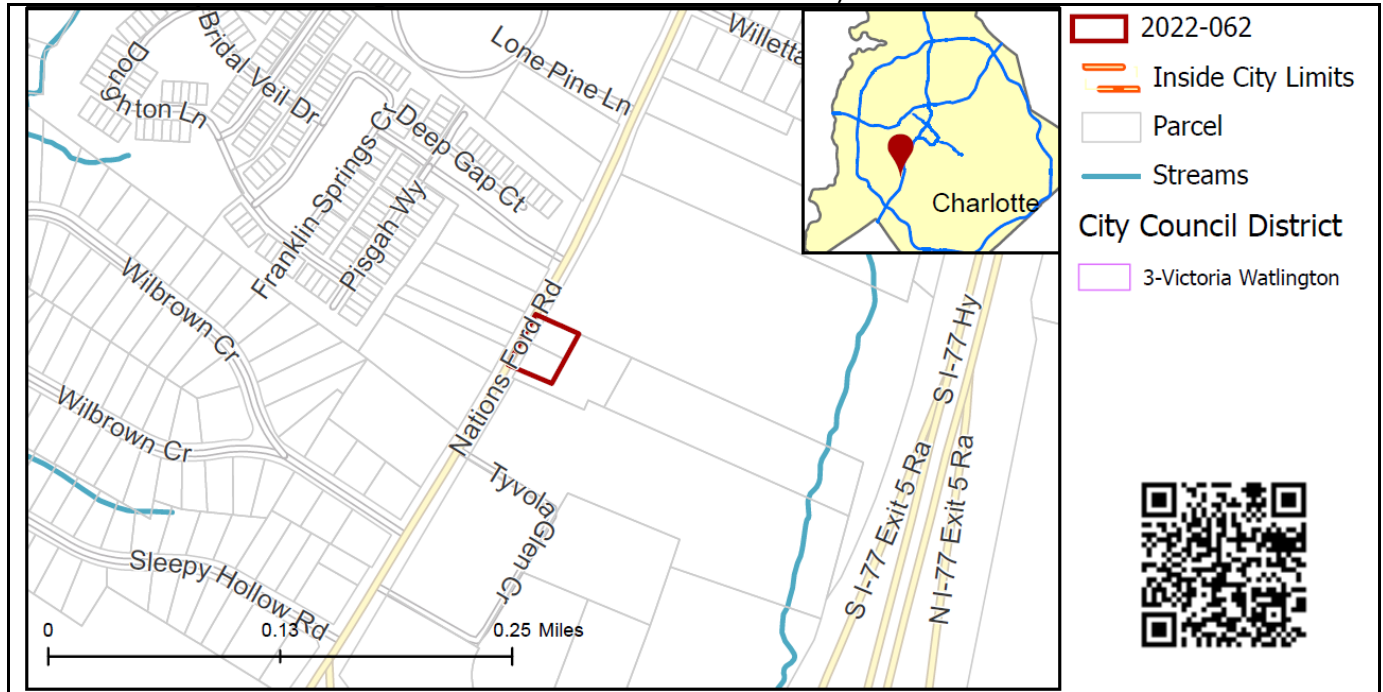 Bridal Veil Dr
Doughton Ln
Lone Pine Ln
Willetta
Franklin Springs Cr
Deep Gap Ct
Pisgah Wy
Wilbrown Cr
Nations Ford Rd
Wilbrown Cr
Tyvola Glen Cr
Sleepy Hollow Rd
S I-77 Hy
S I-77 Exit 5 Ra
N I-77 Exit 5 Ra
0 0.13 0.25 Miles
Charlotte
2022-062
Inside City Limits
Parcel
Streams
City Council District
3-Victoria Watlington